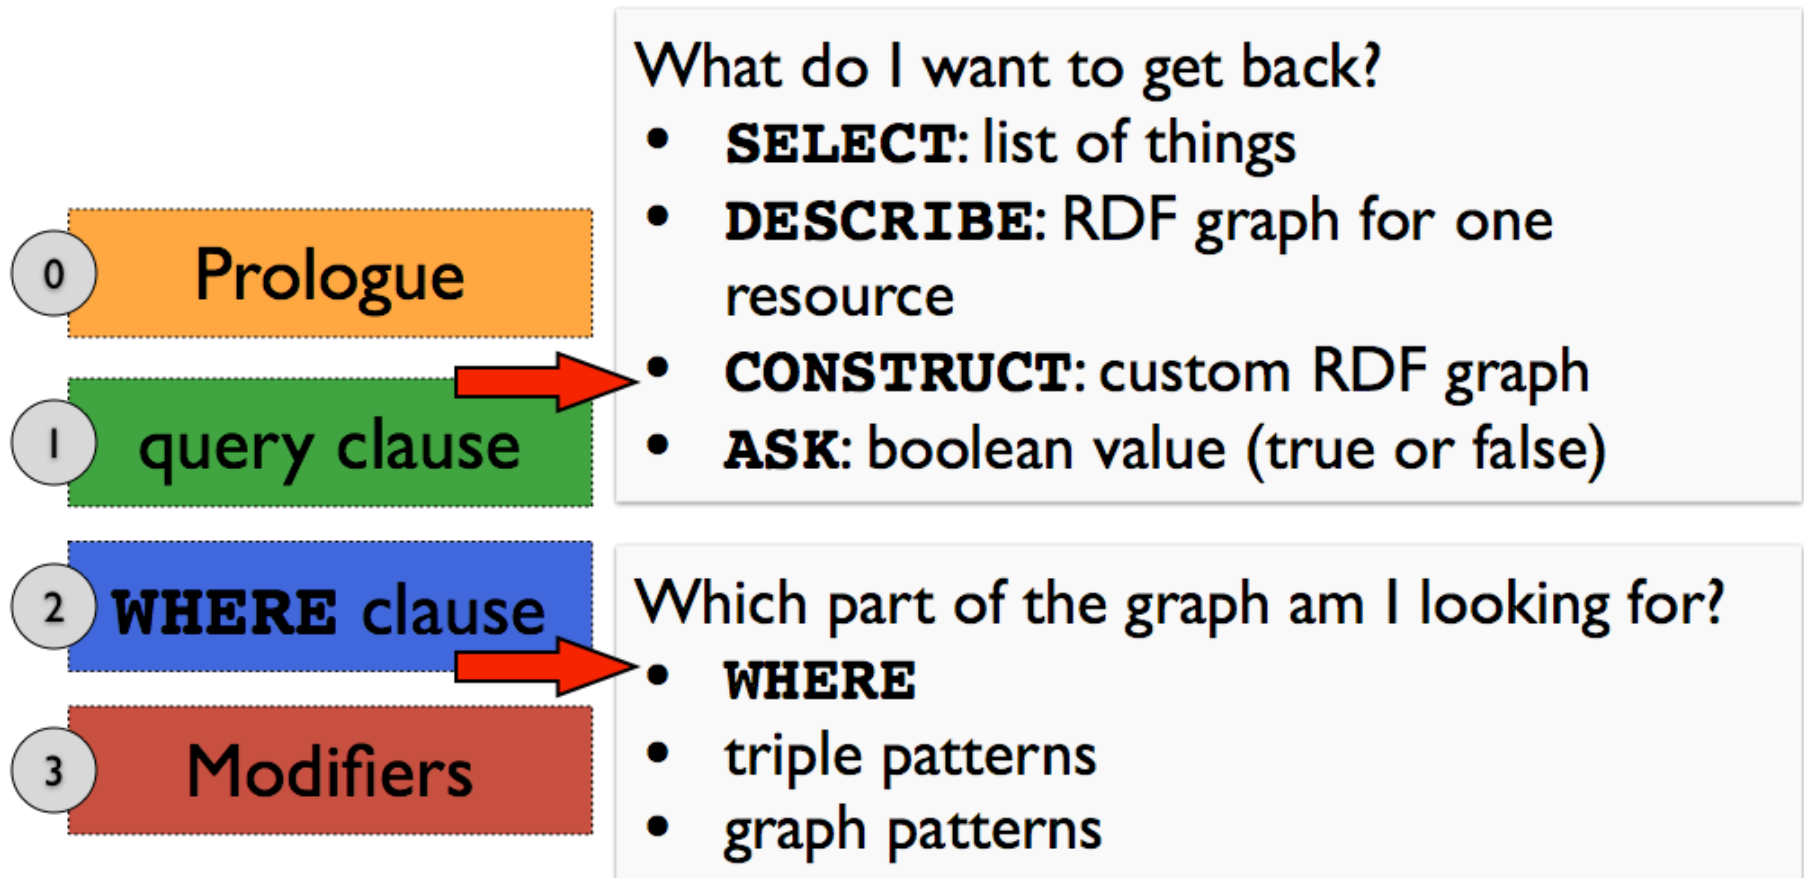 0
Prologue
1
query clause
2
WHERE clause
3
Modifiers
What do I want to get back?
• SELECT: list of things
• DESCRIBE: RDF graph for one
resource
• CONSTRUCT: custom RDF graph
• ASK: boolean value (true or false)
Which part of the graph am I looking for?
• WHERE
• triple patterns
• graph patterns